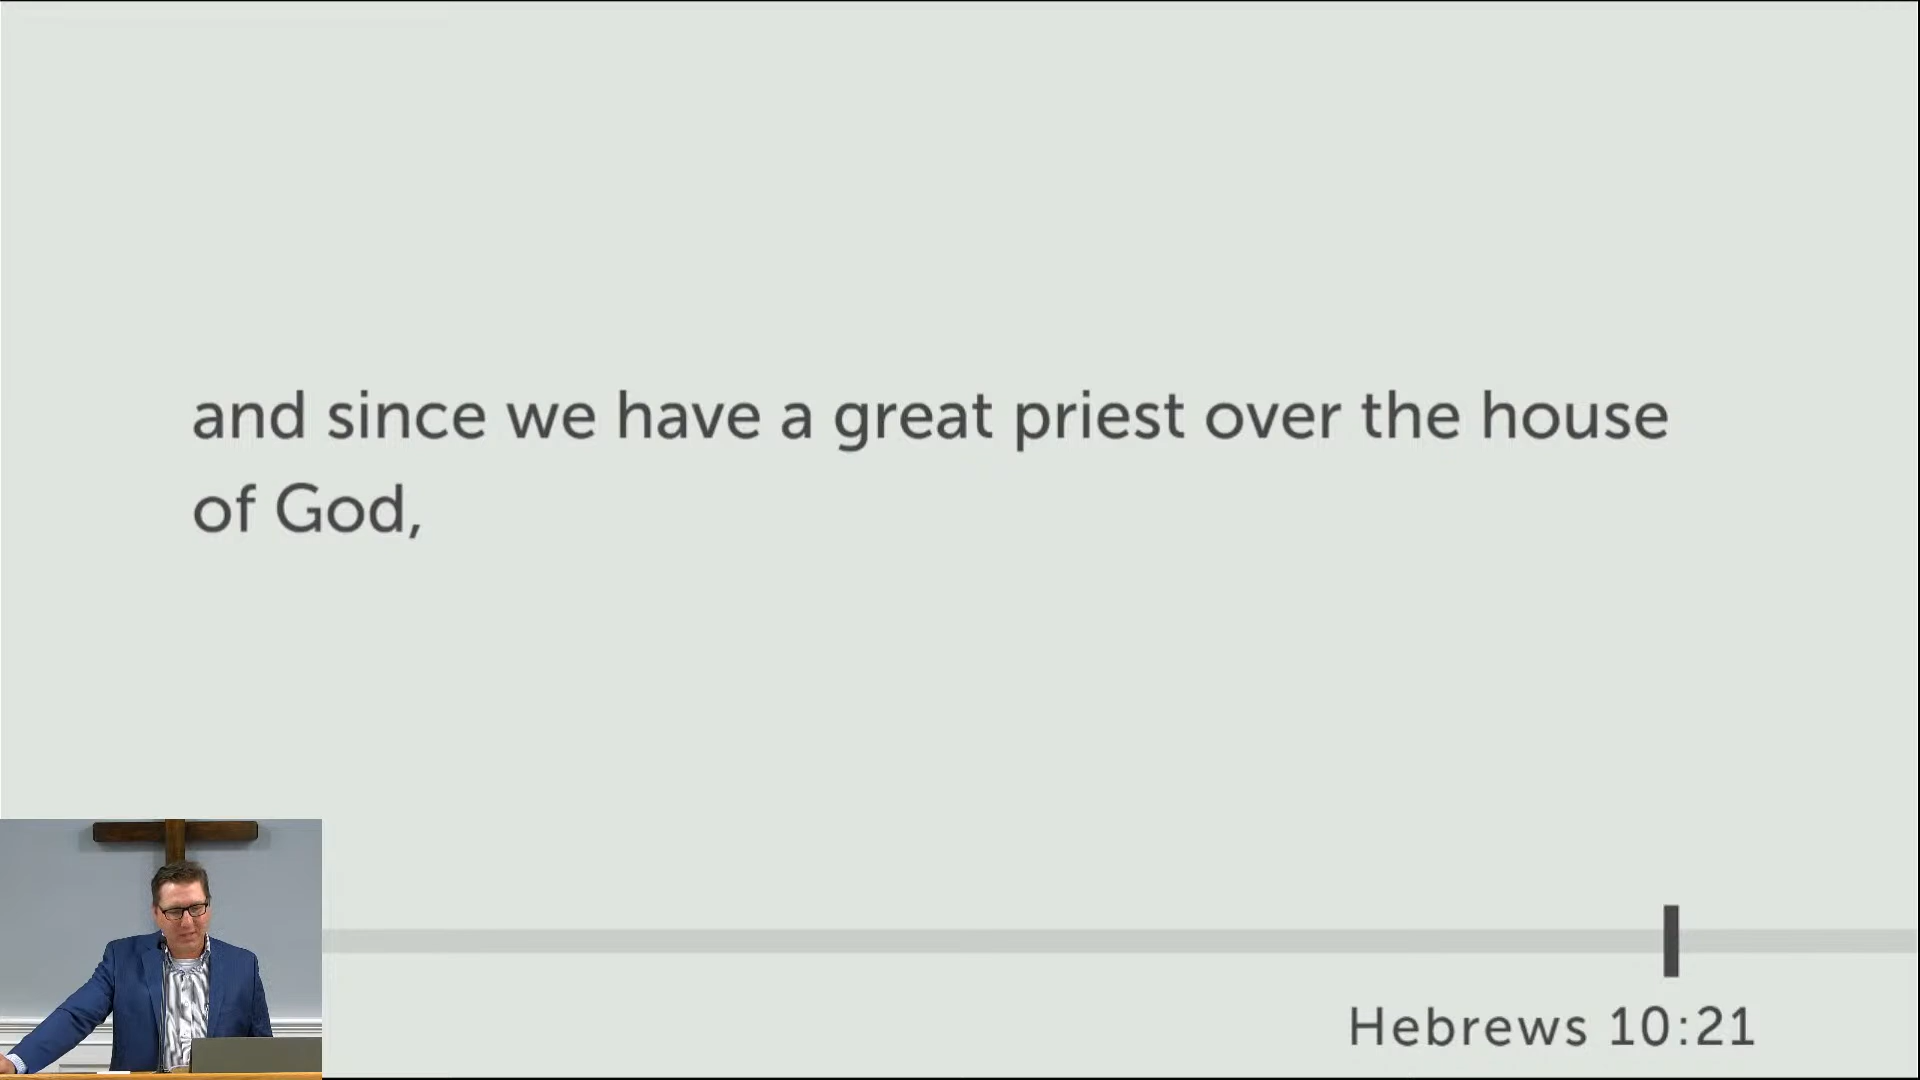 and since we have a great priest over the house
of God,
Hebrews 10:21